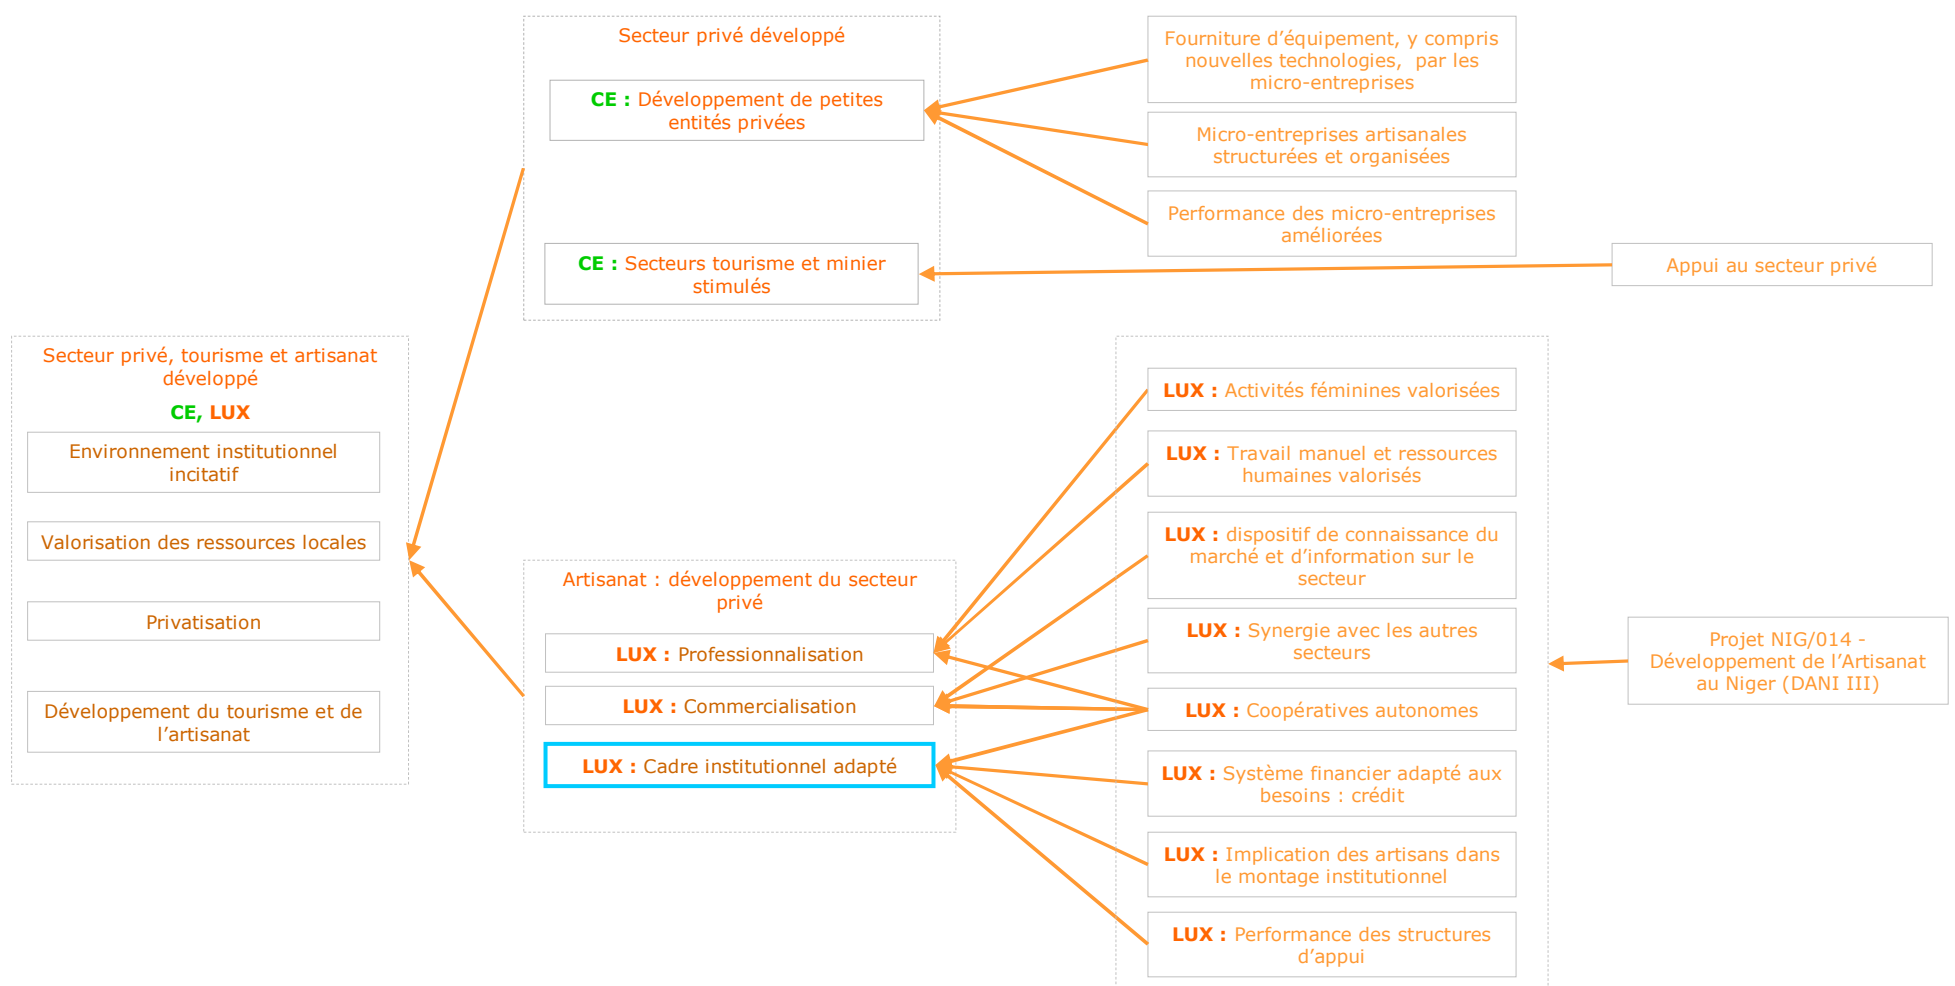 Secteur privé développé
CE : Développement de petites
entités privées
CE : Secteurs tourisme et minier
stimulés
Fourniture d’équipement, y compris
nouvelles technologies,  par les
micro-entreprises
Micro-entreprises artisanales
structurées et organisées
Performance des micro-entreprises
améliorées
Appui au secteur privé
Secteur privé, tourisme et artisanat
développé
CE, LUX
Environnement institutionnel
incitatif
Valorisation des ressources locales
Privatisation
Développement du tourisme et de
l’artisanat
Artisanat : développement du secteur
privé
LUX : Professionnalisation
LUX : Commercialisation
LUX : Cadre institutionnel adapté
LUX : Activités féminines valorisées
LUX : Travail manuel et ressources
humaines valorisés
LUX : dispositif de connaissance du
marché et d’information sur le
secteur
LUX : Synergie avec les autres
secteurs
LUX : Coopératives autonomes
LUX : Système financier adapté aux
besoins : crédit
LUX : Implication des artisans dans
le montage institutionnel
LUX : Performance des structures
d’appui
Projet NIG/014 -
Développement de l’Artisanat
au Niger (DANI III)